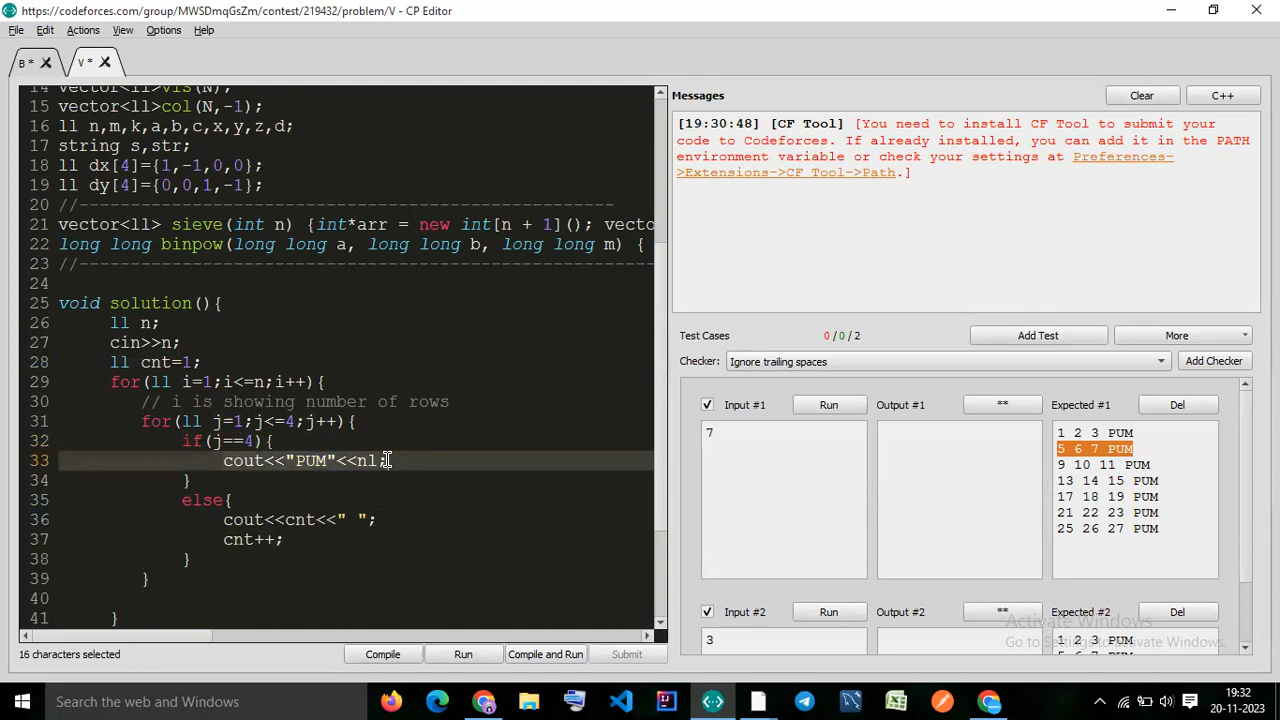 https://codeforces.com/group/MWSDmqGsZm/contest/219432/problem/V - CP Editor
File Edit Actions View Options Help
B * V *
14 vector<ll>vis(N);
15 vector<ll>col(N,-1);
16 ll n,m,k,a,b,c,x,y,z,d;
17 string s,str;
18 ll dx[4]={1,-1,0,0};
19 ll dy[4]={0,0,1,-1};
20 //----------------------------------------------------
21 vector<ll> sieve(int n) {int*arr = new int[n + 1](); vecto
22 long long binpow(long long a, long long b, long long m) {
23 //---------------------------------------------------------
24
25 void solution(){
26 ll n;
27 cin>>n;
28 ll cnt=1;
29 for(ll i=1;i<=n;i++){
30 // i is showing number of rows
31 for(ll j=1;j<=4;j++){
32 if(j==4){
33 cout<<"PUM"<<nl;
34 }
35 else{
36 cout<<cnt<<" ";
37 cnt++;
38 }
39 }
40
41 }
16 characters selected
Compile Run Compile and Run Submit
Messages Clear C++
[19:30:48] [CF Tool] [You need to install CF Tool to submit your
code to Codeforces. If already installed, you can add it in the PATH
environment variable or check your settings at Preferences-
>Extensions->CF Tool->Path.]
Test Cases 0 / 0 / 2 Add Test More
Checker: Ignore trailing spaces Add Checker
Input #1 Run Output #1 ** Expected #1 Del
7
1 2 3 PUM
5 6 7 PUM
9 10 11 PUM
13 14 15 PUM
17 18 19 PUM
21 22 23 PUM
25 26 27 PUM
Input #2 Run Output #2 ** Expected #2 Del
3
1 2 3 PUM
5 6 7 PUM
Activate Windows
Go to Settings to activate Windows.
Search the web and Windows
19:32
20-11-2023